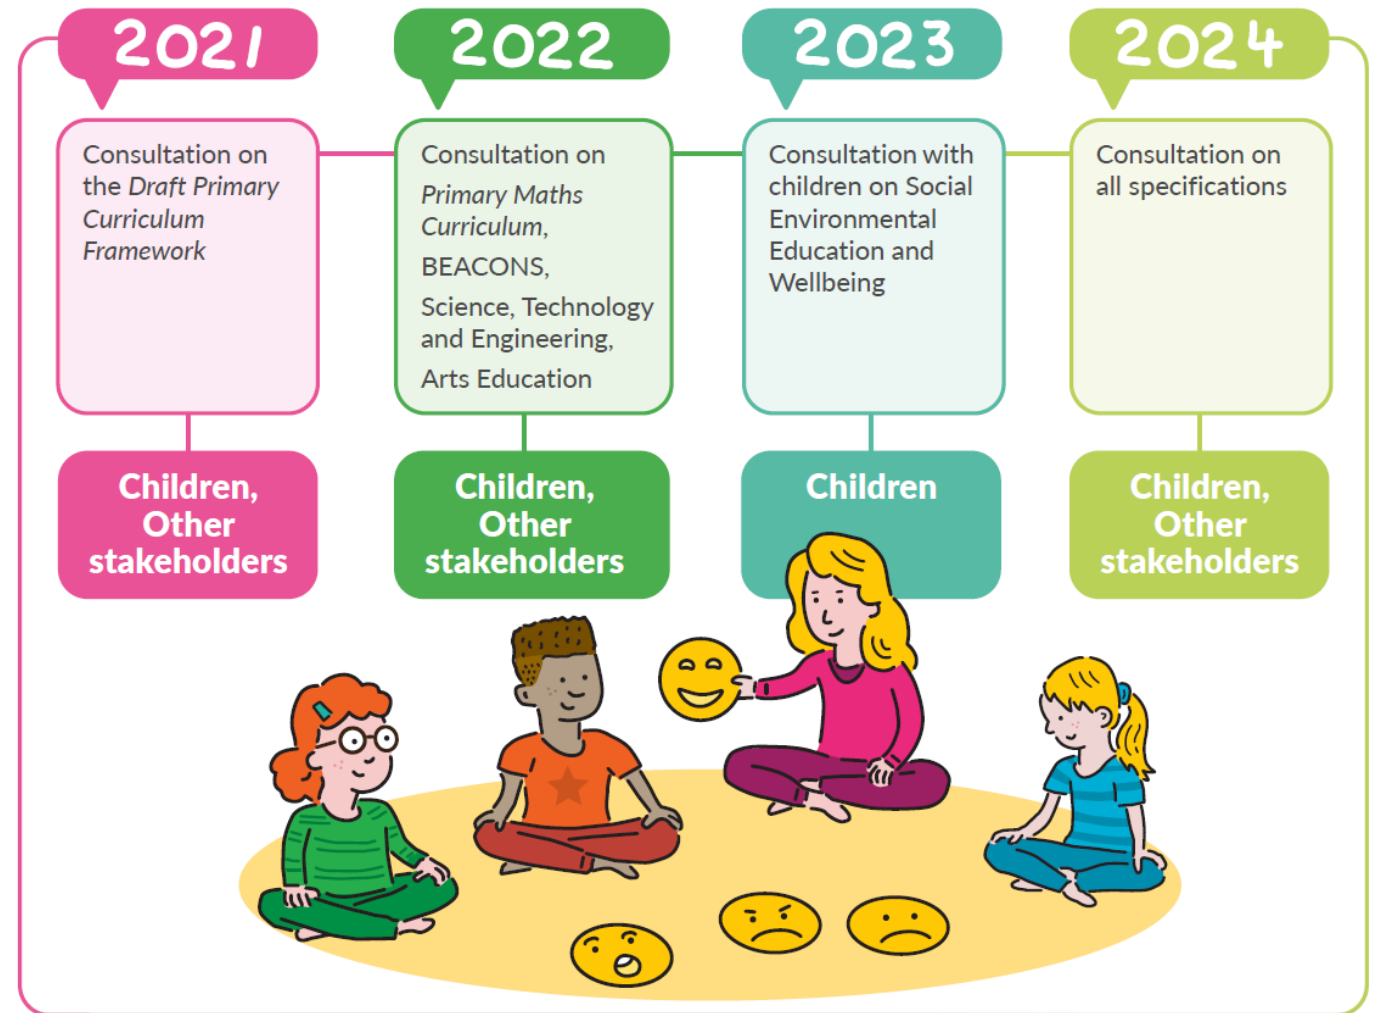 2021
Consultation on
the Draft Primary
Curriculum
Framework
Children,
Other
stakeholders
2022
Consultation on
Primary Maths
Curriculum,
BEACONS,
Science, Technology
and Engineering,
Arts Education
Children,
Other
stakeholders
2023
Consultation with
children on Social
Environmental
Education and
Wellbeing
Children
2024
Consultation on
all specifications
Children,
Other
stakeholders